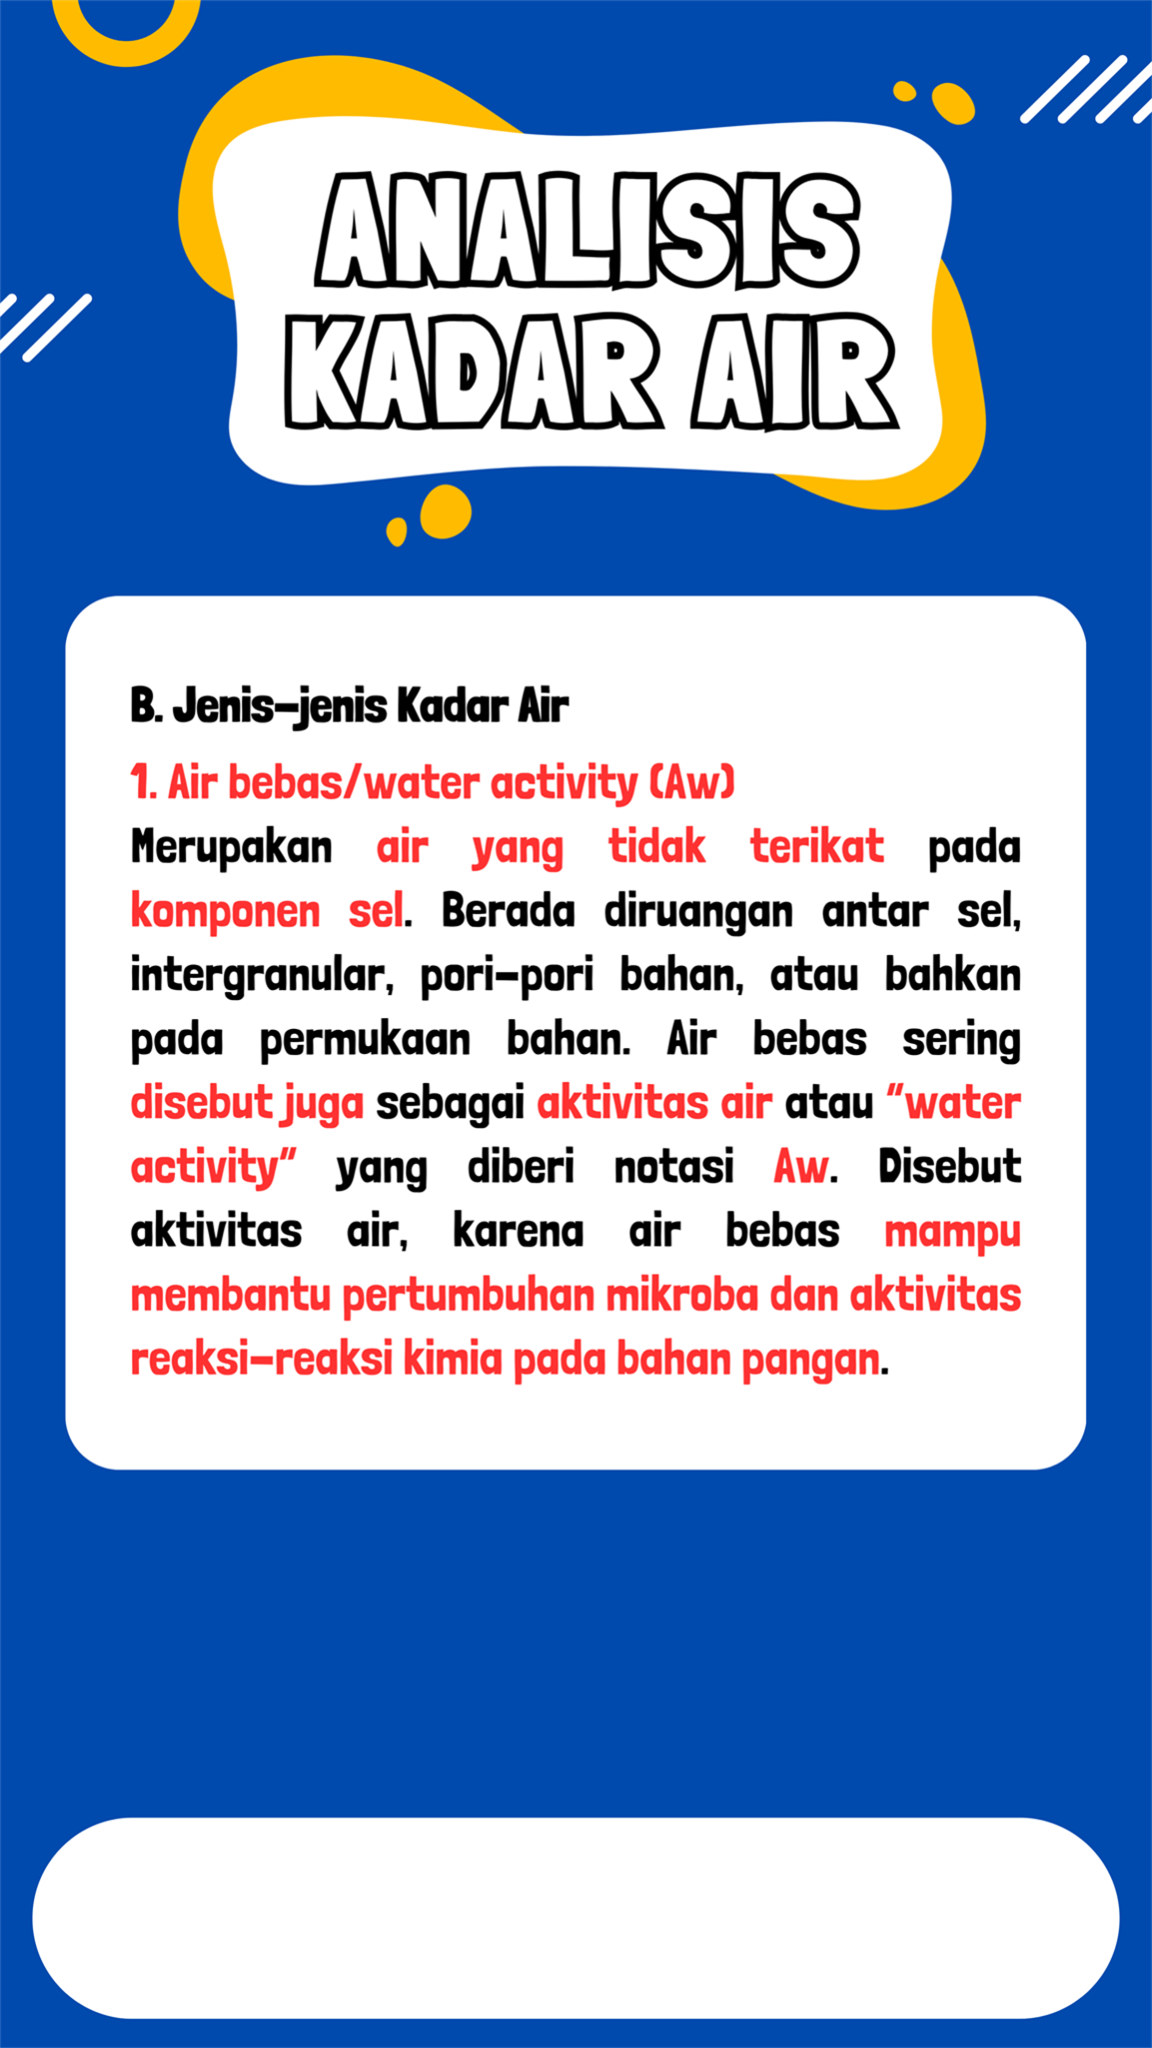 ANALISIS
KADAR AIR
B. Jenis-jenis Kadar Air
1. Air bebas/water activity (Aw)
Merupakan air yang tidak terikat pada
komponen sel. Berada diruangan antar sel,
intergranular, pori-pori bahan, atau bahkan
pada permukaan bahan. Air bebas sering
disebut juga sebagai aktivitas air atau "water
activity" yang diberi notasi Aw. Disebut
aktivitas air, karena air bebas mampu
membantu pertumbuhan mikroba dan aktivitas
reaksi-reaksi kimia pada bahan pangan.